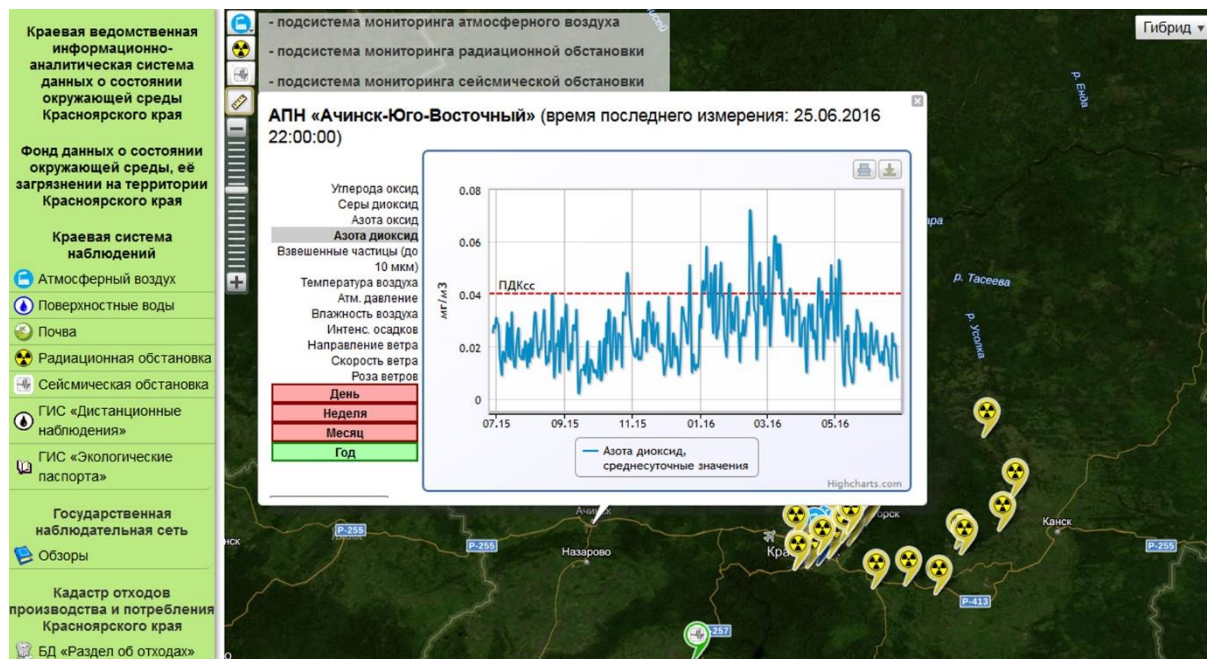 Краевая ведомственная
информационно-
аналитическая система
данных о состоянии
окружающей среды
Красноярского края
Фонд данных о состоянии
окружающей среды, её
загрязнении на территории
Красноярского края
Краевая система
наблюдений
Атмосферный воздух
Поверхностные воды
Почва
Радиационная обстановка
Сейсмическая обстановка
ГИС «Дистанционные
наблюдения»
ГИС «Экологические
паспорта»
Государственная
наблюдательная сеть
Обзоры
Кадастр отходов
производства и потребления
Красноярского края
БД «Раздел об отходах»
- подсистема мониторинга атмосферного воздуха
- подсистема мониторинга радиационной обстановки
- подсистема мониторинга сейсмической обстановки
Гибрид
АПН «Ачинск-Юго-Восточный» (время последнего измерения: 25.06.2016
22:00:00)
Углерода оксид
Серы диоксид
Азота оксид
Азота диоксид
Взвешенные частицы (до
10 мкм)
Температура воздуха
Атм. давление
Влажность воздуха
Интенс. осадков
Направление ветра
Скорость ветра
Роза ветров
День
Неделя
Месяц
Год
мг/м3
0.08
0.06
0.04
0.02
0
ПДКсс
07.15 09.15 11.15 01.16 03.16 05.16
Азота диоксид,
среднесуточные значения
Highcharts.com
р. Енда
р. Тасеева
р. Усолка
Р-255
Р-255
Назарово
Канск
Р-255
Р-413